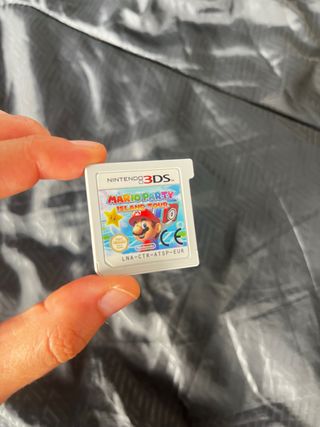 NINTENDO 3DS
MARIO PARTY
ISLAND TOUR
CE
LNA-CTR-ATSP-EUR